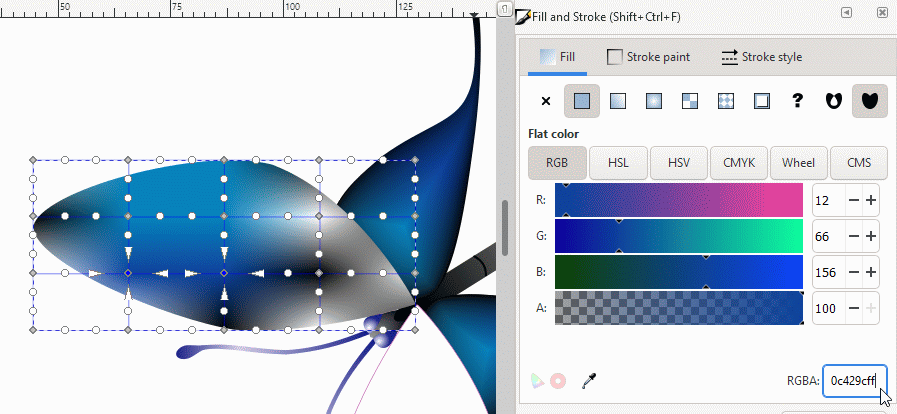 50 75 100 125
Fill and Stroke (Shift+Ctrl+F)
Fill Stroke paint Stroke style
?
Flat color
RGB HSL HSV CMYK Wheel CMS
R: 12 − +
G: 66 − +
B: 156 − +
A: 100 − +
RGBA: 0c429cff